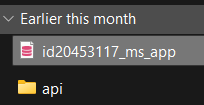 Earlier this month
id20453117_ms_app
api